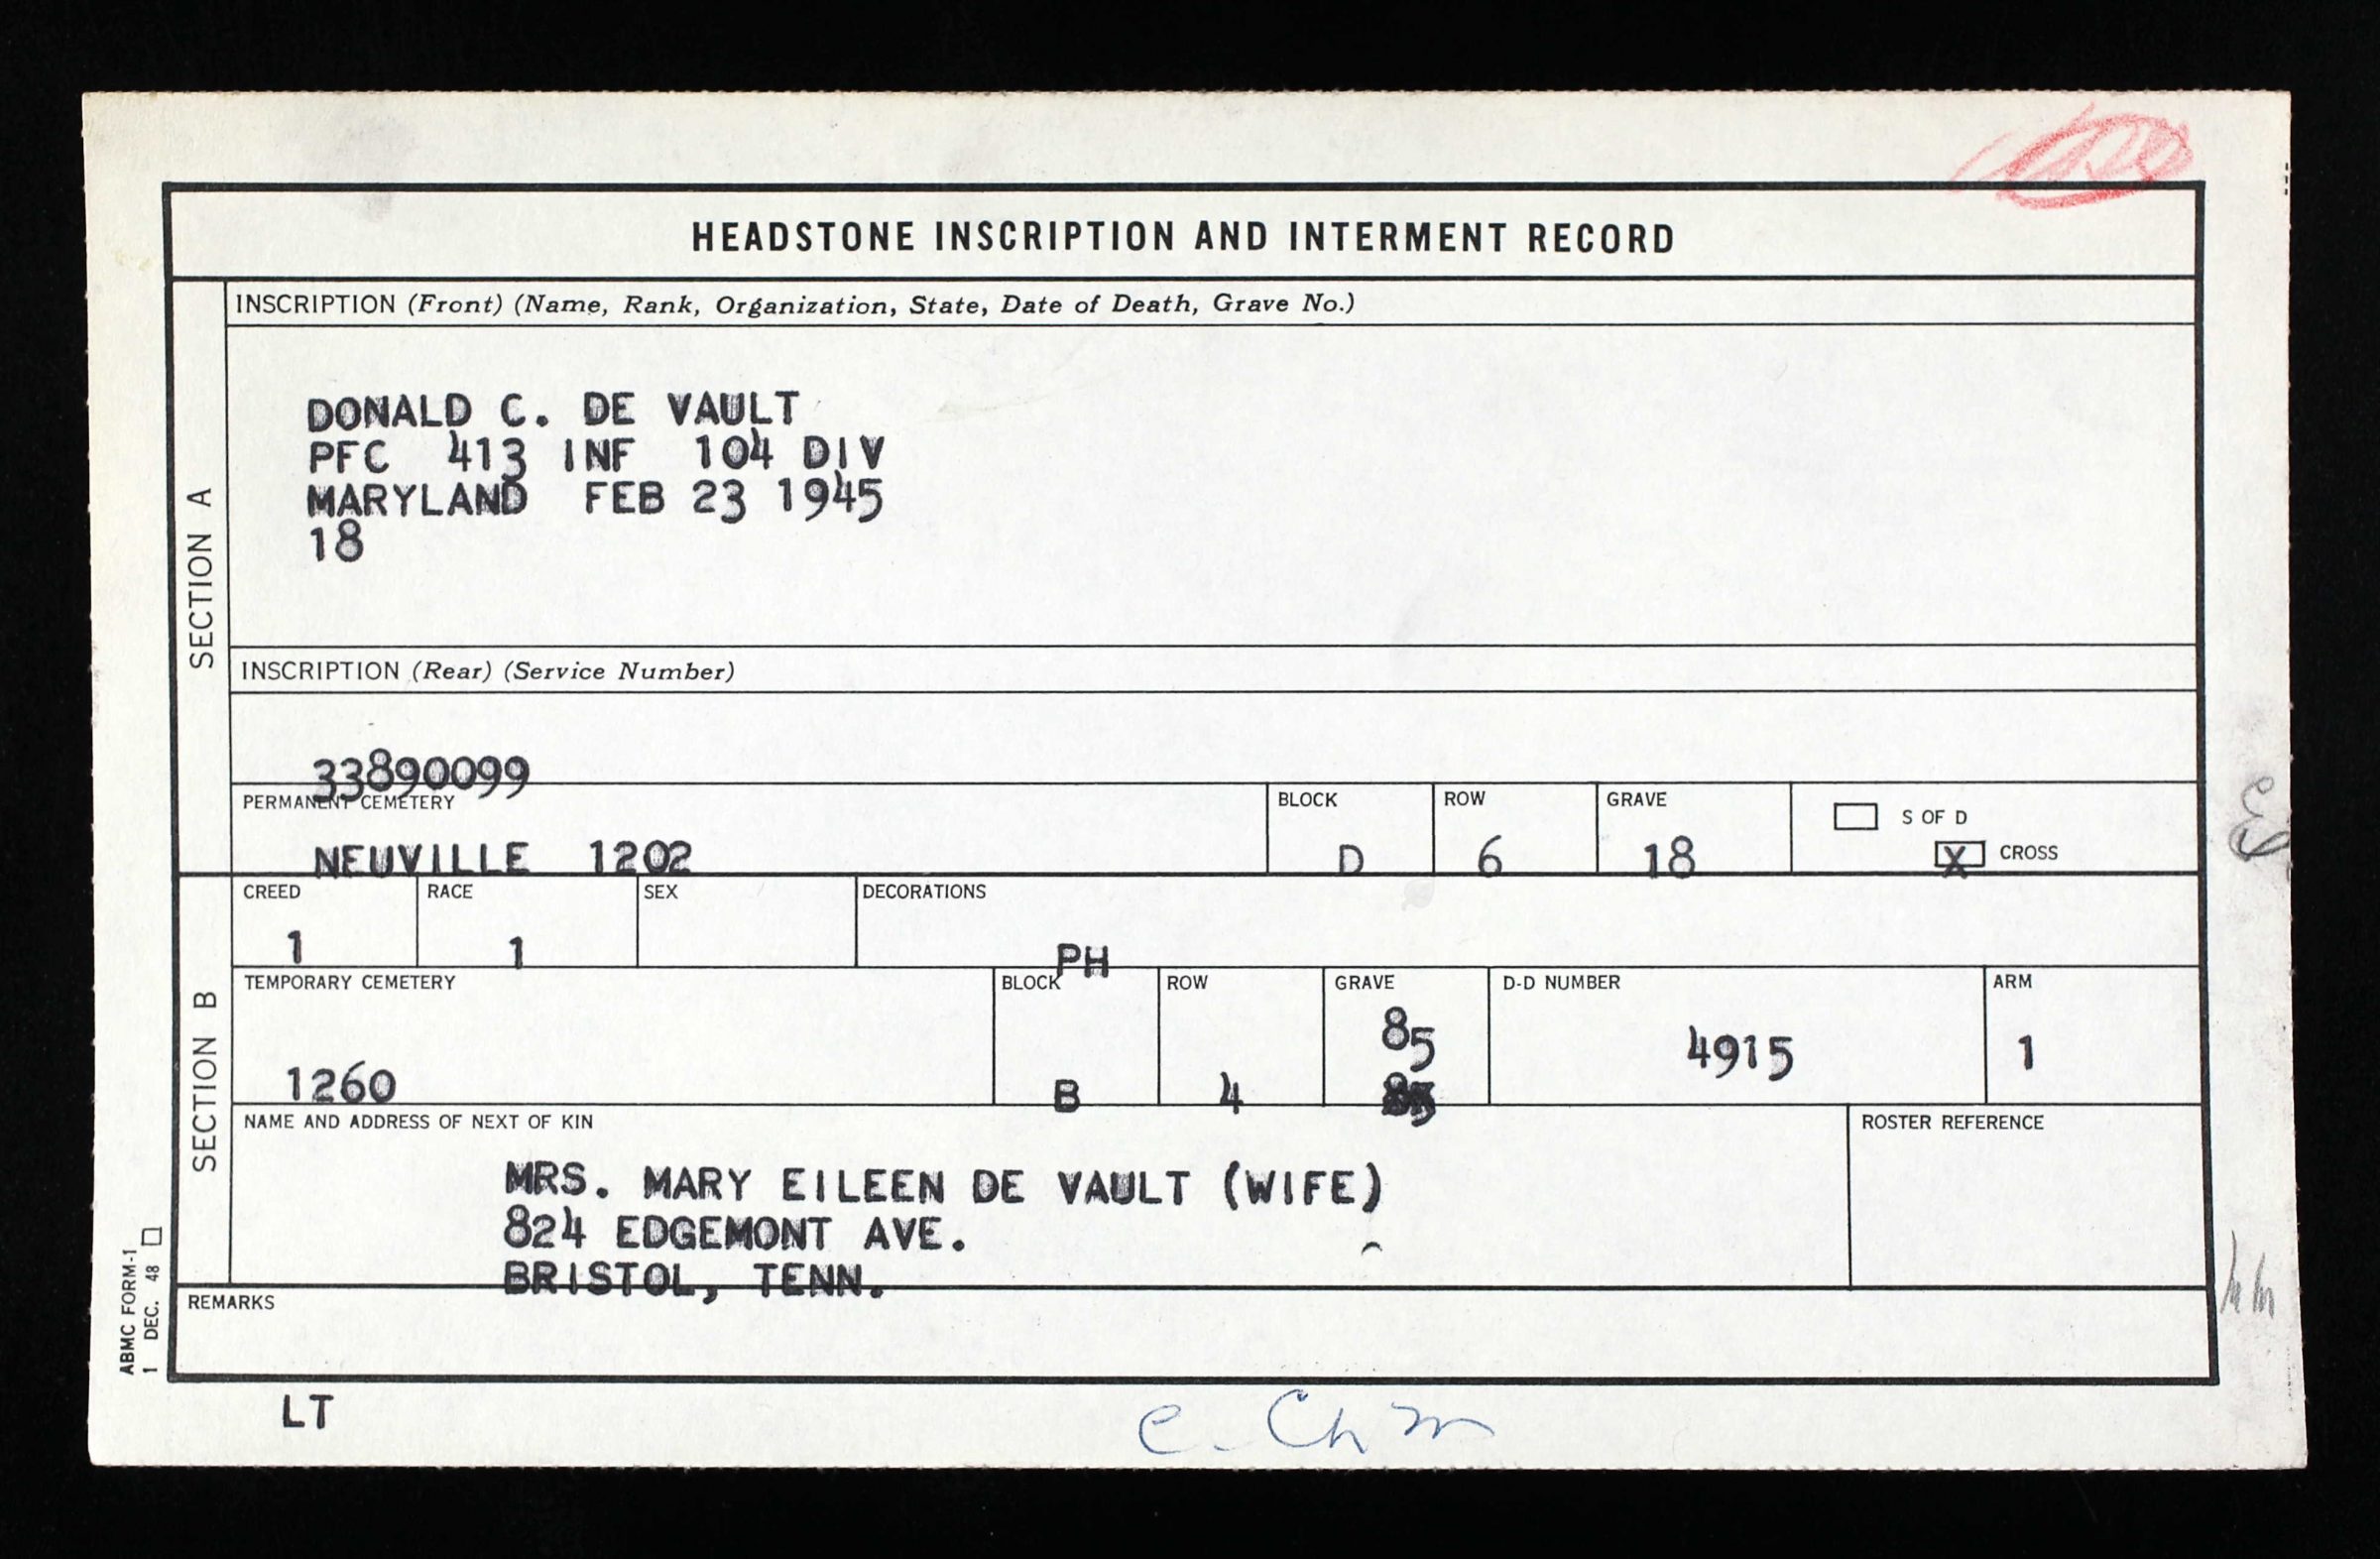 HEADSTONE INSCRIPTION AND INTERMENT RECORD
SECTION A
INSCRIPTION (Front) (Name, Rank, Organization, State, Date of Death, Grave No.)
DONALD C. DE VAULT
PFC 413 INF 104 DIV
MARYLAND FEB 23 1945
18
INSCRIPTION (Rear) (Service Number)
33890099
PERMANENT CEMETERY BLOCK ROW GRAVE
S OF D
NEUVILLE 1202 D 6 18 X CROSS
SECTION B
CREED RACE SEX DECORATIONS
1 1 PH
TEMPORARY CEMETERY BLOCK ROW GRAVE D-D NUMBER ARM
85
1260 B 4 4915 1
NAME AND ADDRESS OF NEXT OF KIN ROSTER REFERENCE
MRS. MARY EILEEN DE VAULT (WIFE)
824 EDGEMONT AVE.
BRISTOL, TENN.
REMARKS
ABMC FORM-1
1 DEC. 48
LT